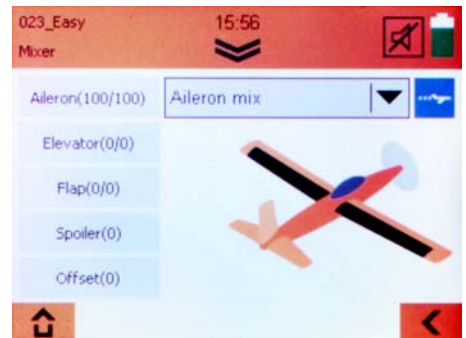 023_Easy
15:56
Mixer
Aileron(100/100)
Aileron mix
Elevator(0/0)
Flap(0/0)
Spoiler(0)
Offset(0)